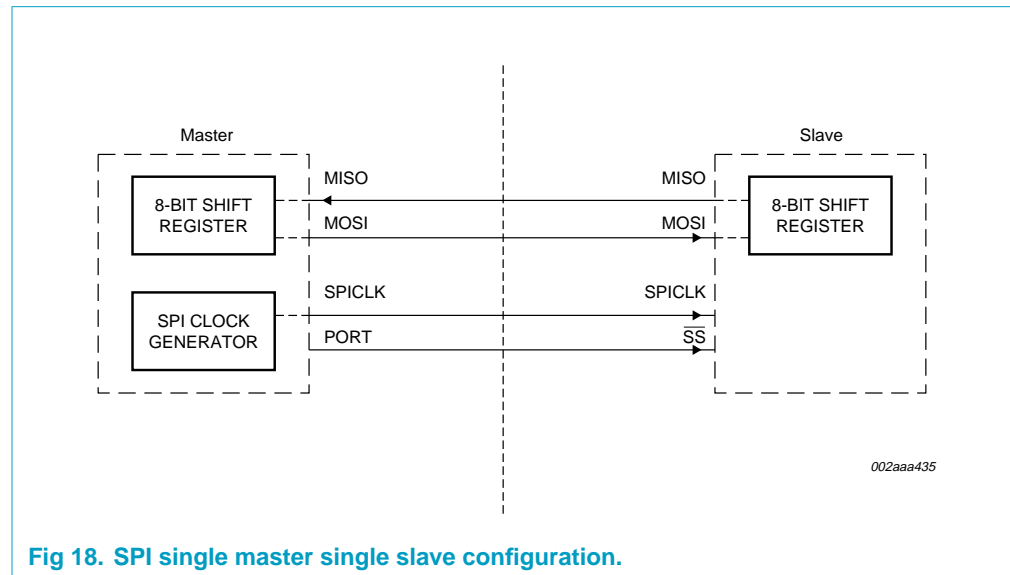 Master
Slave
8-BIT SHIFT
REGISTER
MISO
MISO
MOSI
MOSI
8-BIT SHIFT
REGISTER
SPI CLOCK
GENERATOR
SPICLK
SPICLK
PORT
SS
002aaa435
Fig 18. SPI single master single slave configuration.